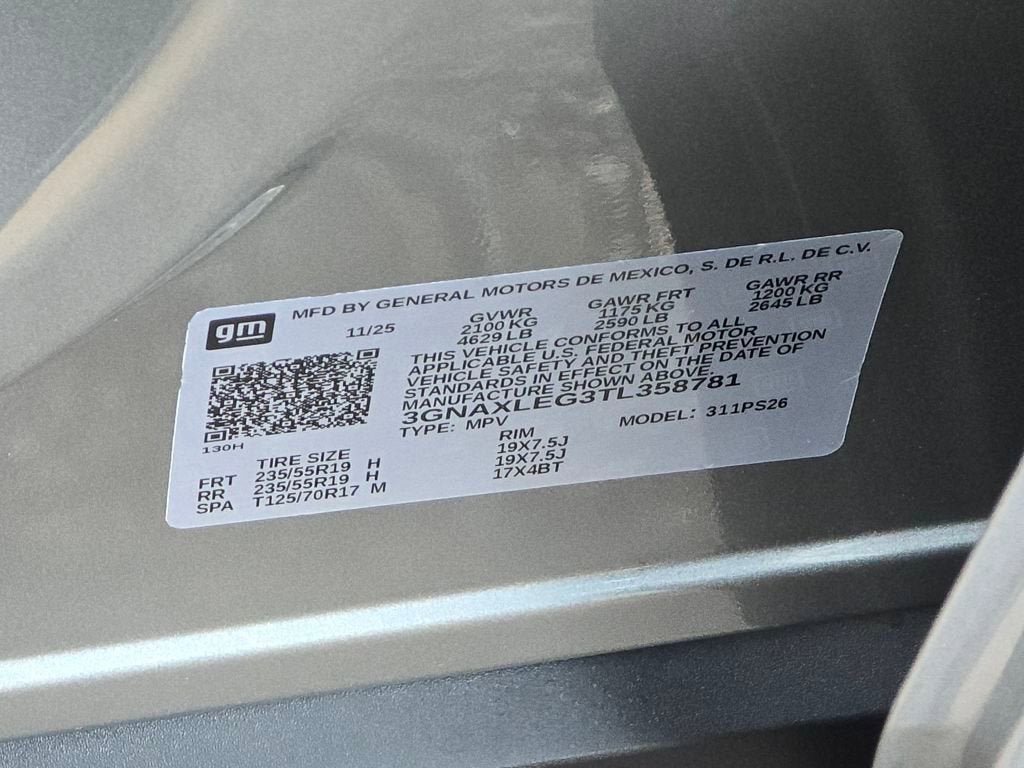 MFD BY GENERAL MOTORS DE MEXICO, S. DE R.L. DE C.V.
gm
11/25
GVWR GAWR FRT GAWR RR
2100 KG 1175 KG 1200 KG
4629 LB 2590 LB 2645 LB
THIS VEHICLE CONFORMS TO ALL
APPLICABLE U.S. FEDERAL MOTOR
VEHICLE SAFETY AND THEFT PREVENTION
STANDARDS IN EFFECT ON THE DATE OF
MANUFACTURE SHOWN ABOVE.
3GNAXLEG3TL358781
TYPE: MPV MODEL: 311PS26
130H
TIRE SIZE RIM
FRT 235/55R19 H 19X7.5J
RR 235/55R19 H 19X7.5J
SPA T125/70R17 M 17X4BT